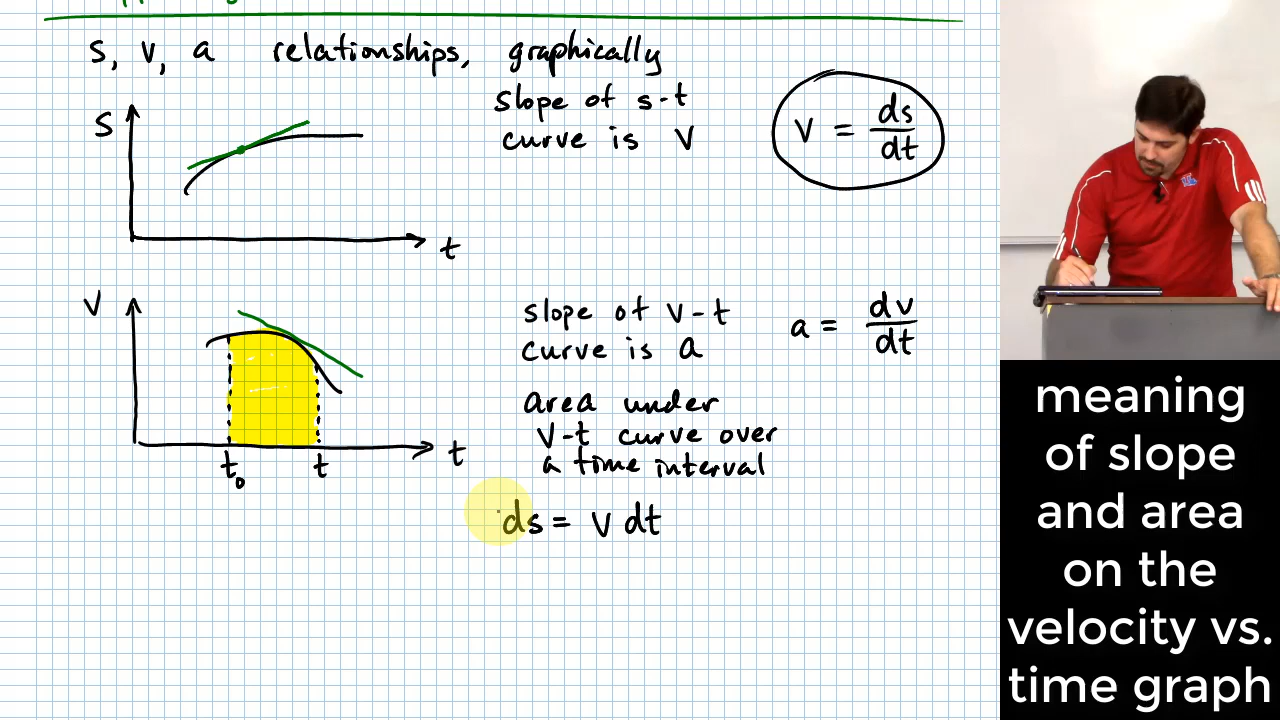 s, v, a relationships, graphically
slope of s-t
curve is v
v = ds/dt
s
t
v
slope of v-t
curve is a
a = dv/dt
area under
v-t curve over
a time interval
t₀ t
t
ds = v dt
meaning
of slope
and area
on the
velocity vs.
time graph